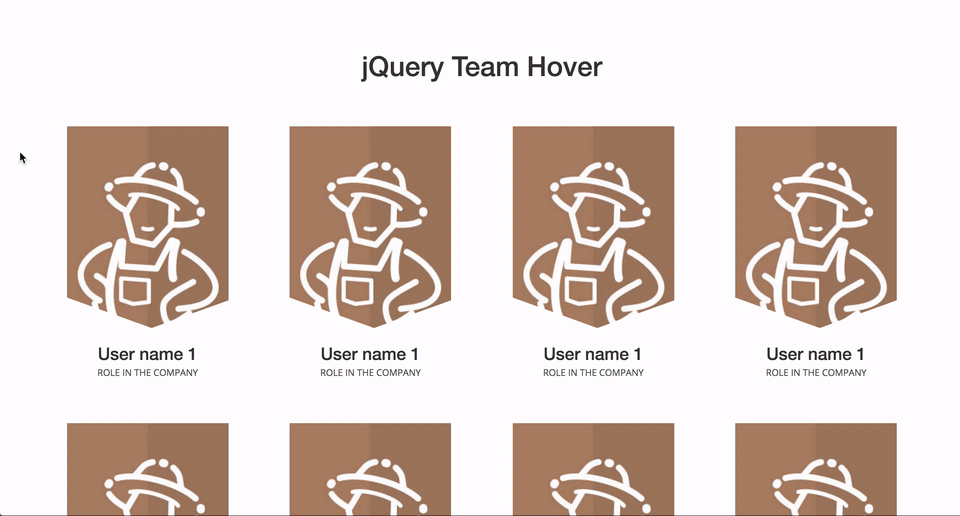 jQuery Team Hover
User name 1
ROLE IN THE COMPANY
User name 1
ROLE IN THE COMPANY
User name 1
ROLE IN THE COMPANY
User name 1
ROLE IN THE COMPANY